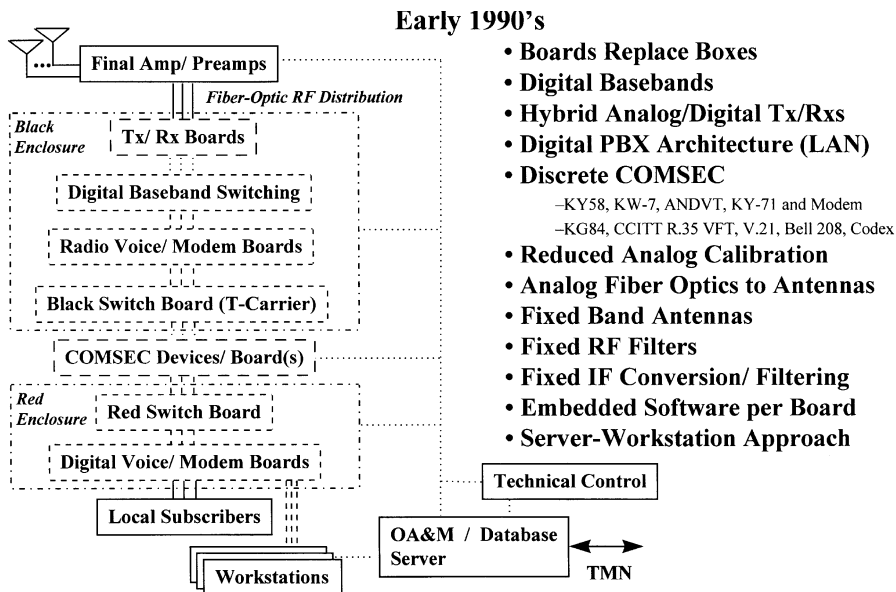 Early 1990's
Final Amp/ Preamps
Fiber-Optic RF Distribution
Black
Enclosure
Tx/ Rx Boards
Digital Baseband Switching
Radio Voice/ Modem Boards
Black Switch Board (T-Carrier)
COMSEC Devices/ Board(s)
Red
Enclosure
Red Switch Board
Digital Voice/ Modem Boards
Local Subscribers
Workstations
Technical Control
OA&M / Database
Server
TMN
• Boards Replace Boxes
• Digital Basebands
• Hybrid Analog/Digital Tx/Rxs
• Digital PBX Architecture (LAN)
• Discrete COMSEC
–KY58, KW-7, ANDVT, KY-71 and Modem
–KG84, CCITT R.35 VFT, V.21, Bell 208, Codex
• Reduced Analog Calibration
• Analog Fiber Optics to Antennas
• Fixed Band Antennas
• Fixed RF Filters
• Fixed IF Conversion/ Filtering
• Embedded Software per Board
• Server-Workstation Approach